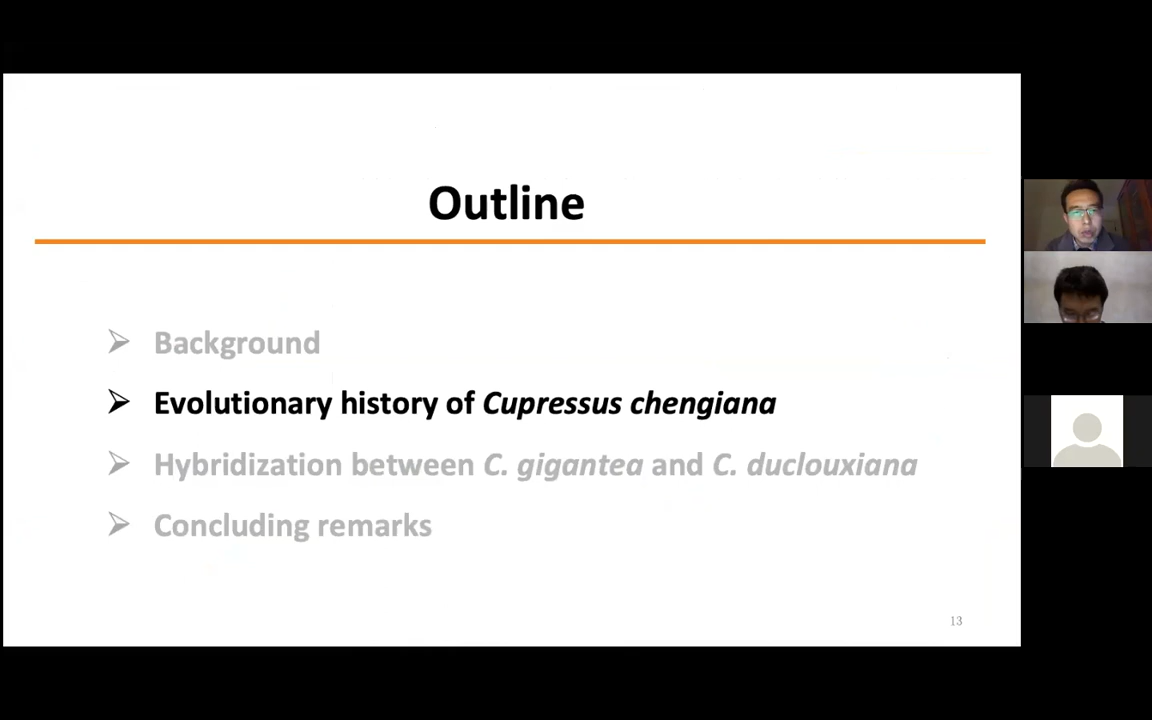 Outline
Background
Evolutionary history of Cupressus chengiana
Hybridization between C. gigantea and C. duclouxiana
Concluding remarks
13